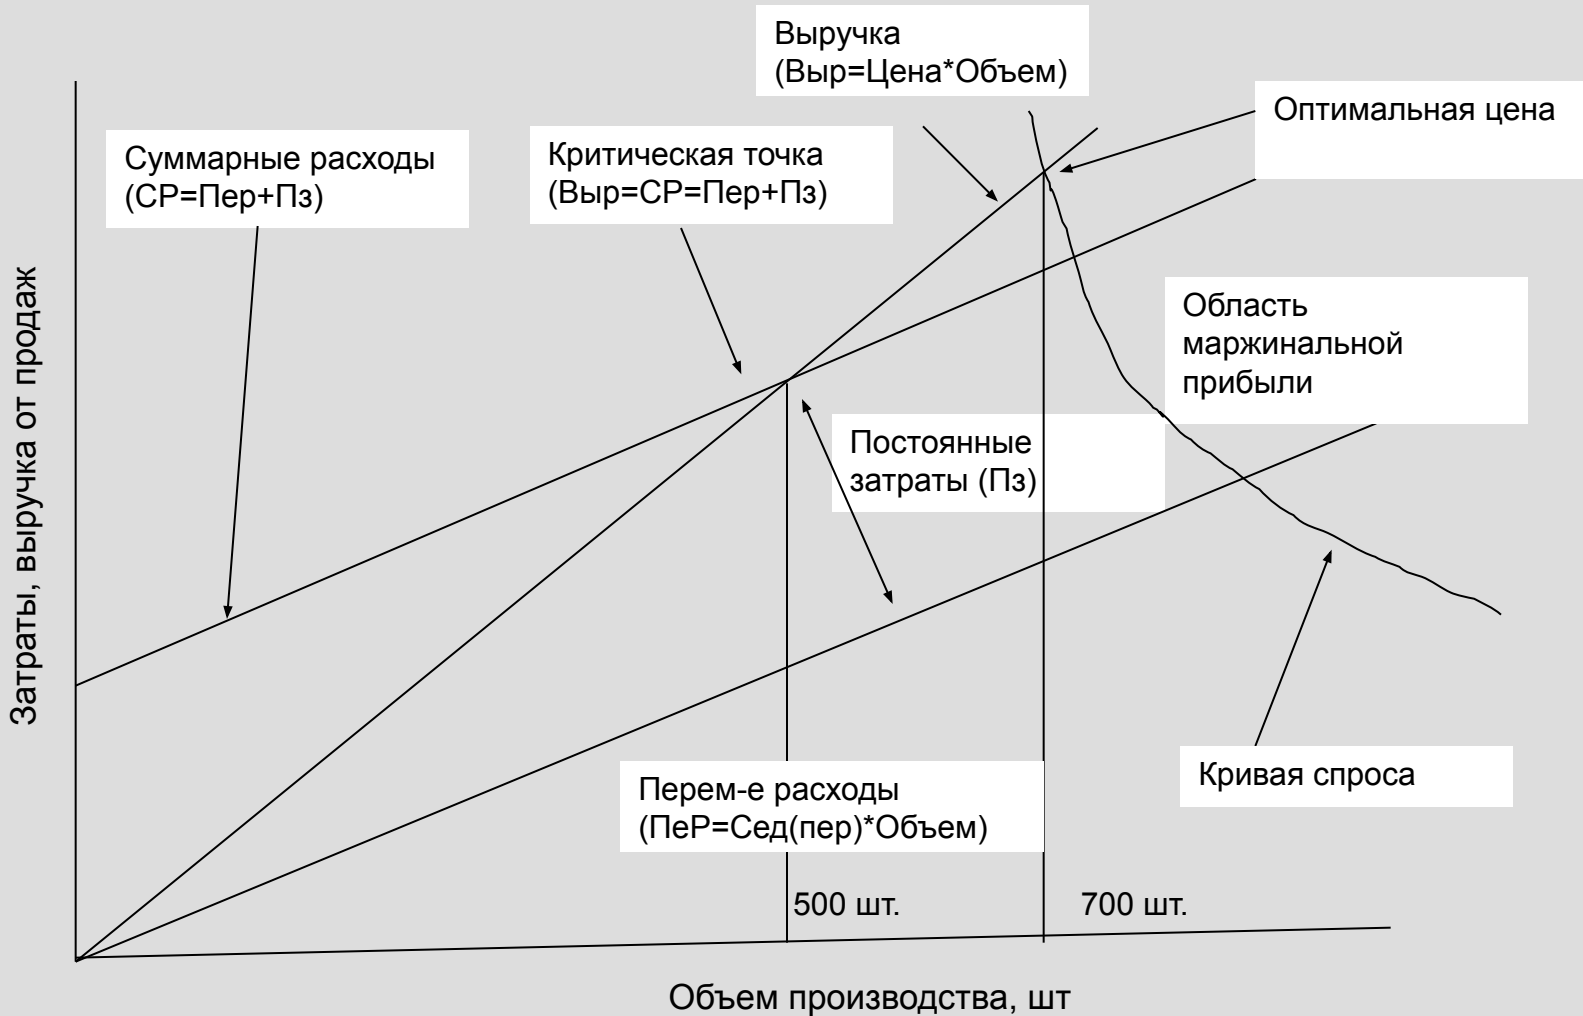 Выручка
(Выр=Цена*Объем)
Оптимальная цена
Суммарные расходы
(СР=Пер+Пз)
Критическая точка
(Выр=СР=Пер+Пз)
Область
маржинальной
прибыли
Постоянные
затраты (Пз)
Затраты, выручка от продаж
Кривая спроса
Перем-е расходы
(ПеР=Сед(пер)*Объем)
500 шт.
700 шт.
Объем производства, шт